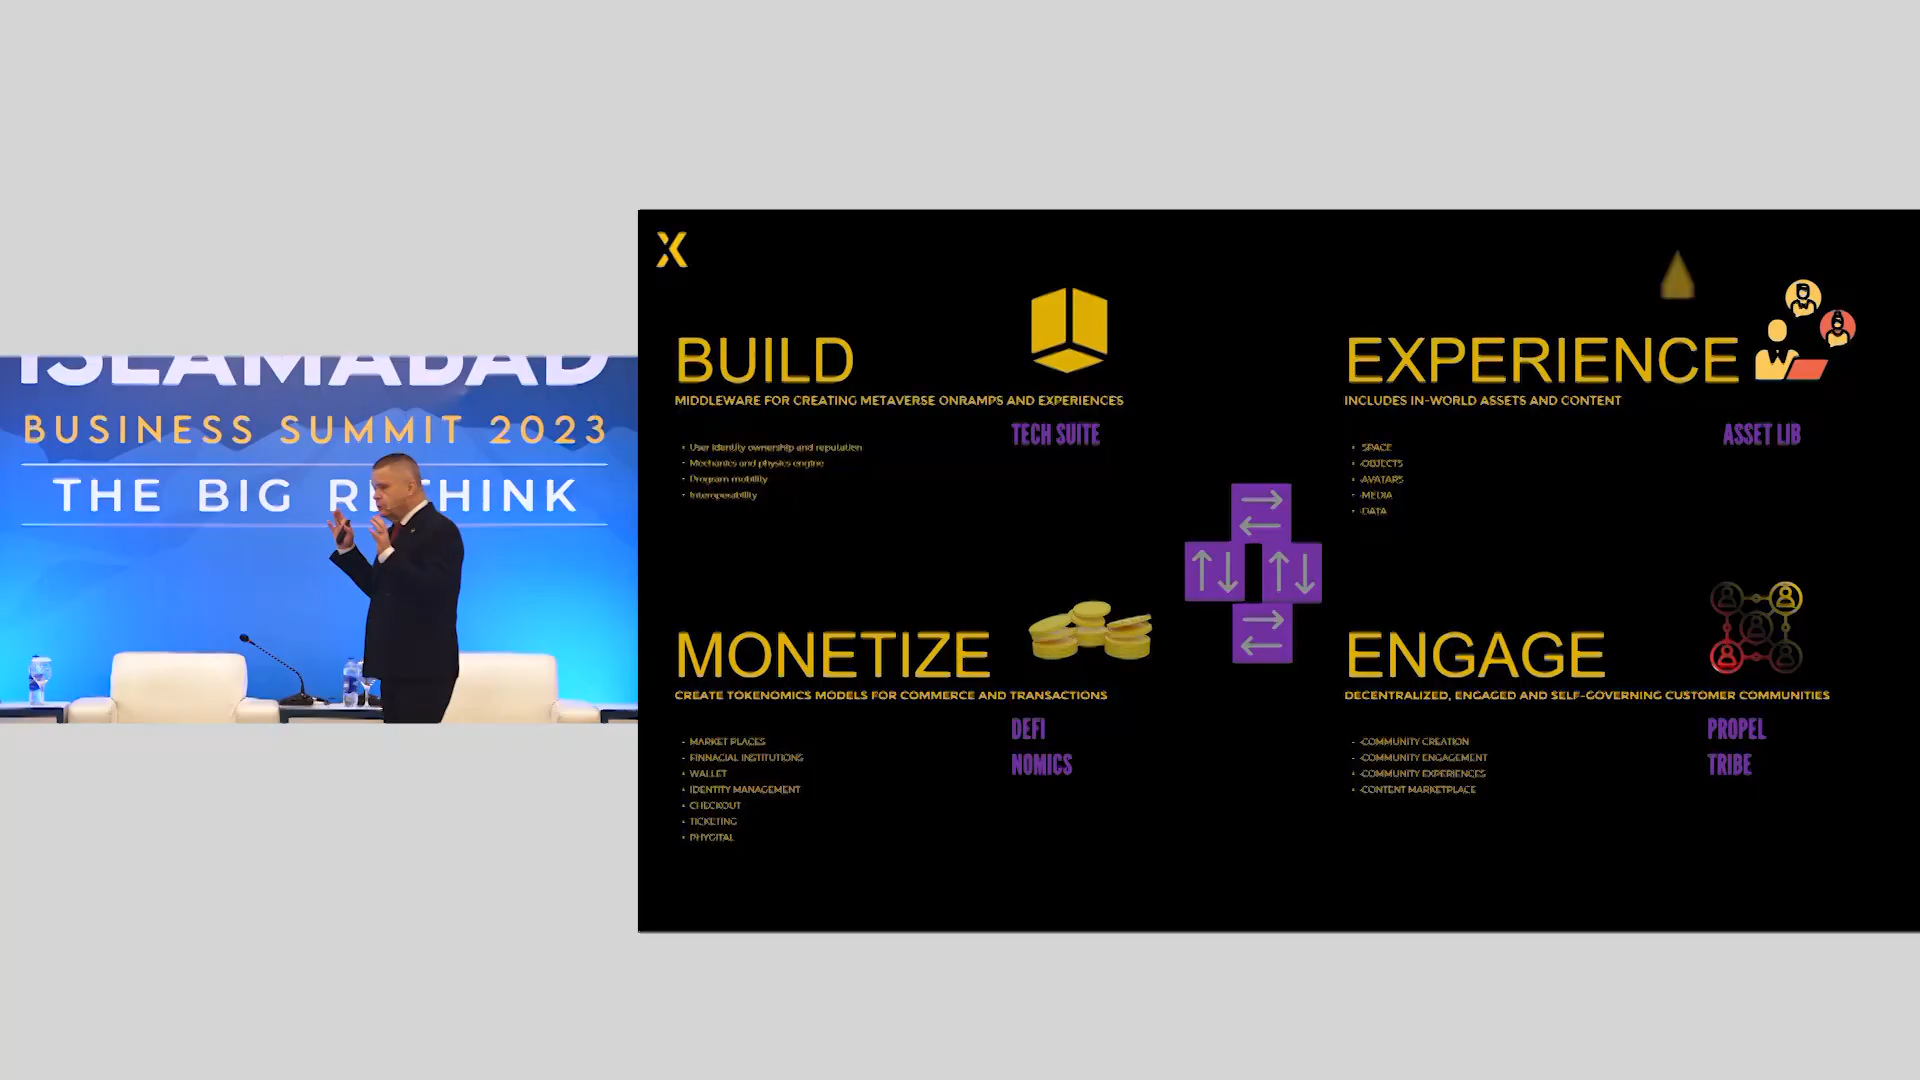 ISLAMABAD
BUSINESS SUMMIT 2023
THE BIG RETHINK
X
BUILD
MIDDLEWARE FOR CREATING METAVERSE ONRAMPS AND EXPERIENCES
TECH SUITE
• User identity ownership and reputation
• Mechanics and physics engine
• Program mobility
• Interoperability
EXPERIENCE
INCLUDES IN-WORLD ASSETS AND CONTENT
ASSET LIB
• SPACE
• OBJECTS
• AVATARS
• MEDIA
• DATA
MONETIZE
CREATE TOKENOMICS MODELS FOR COMMERCE AND TRANSACTIONS
DEFI
NOMICS
• MARKET PLACES
• FINNACIAL INSTITUTIONS
• WALLET
• IDENTITY MANAGEMENT
• CHECKOUT
• TICKETING
• PHYGITAL
ENGAGE
DECENTRALIZED, ENGAGED AND SELF-GOVERNING CUSTOMER COMMUNITIES
PROPEL
TRIBE
• COMMUNITY CREATION
• COMMUNITY ENGAGEMENT
• COMMUNITY EXPERIENCES
• CONTENT MARKETPLACE